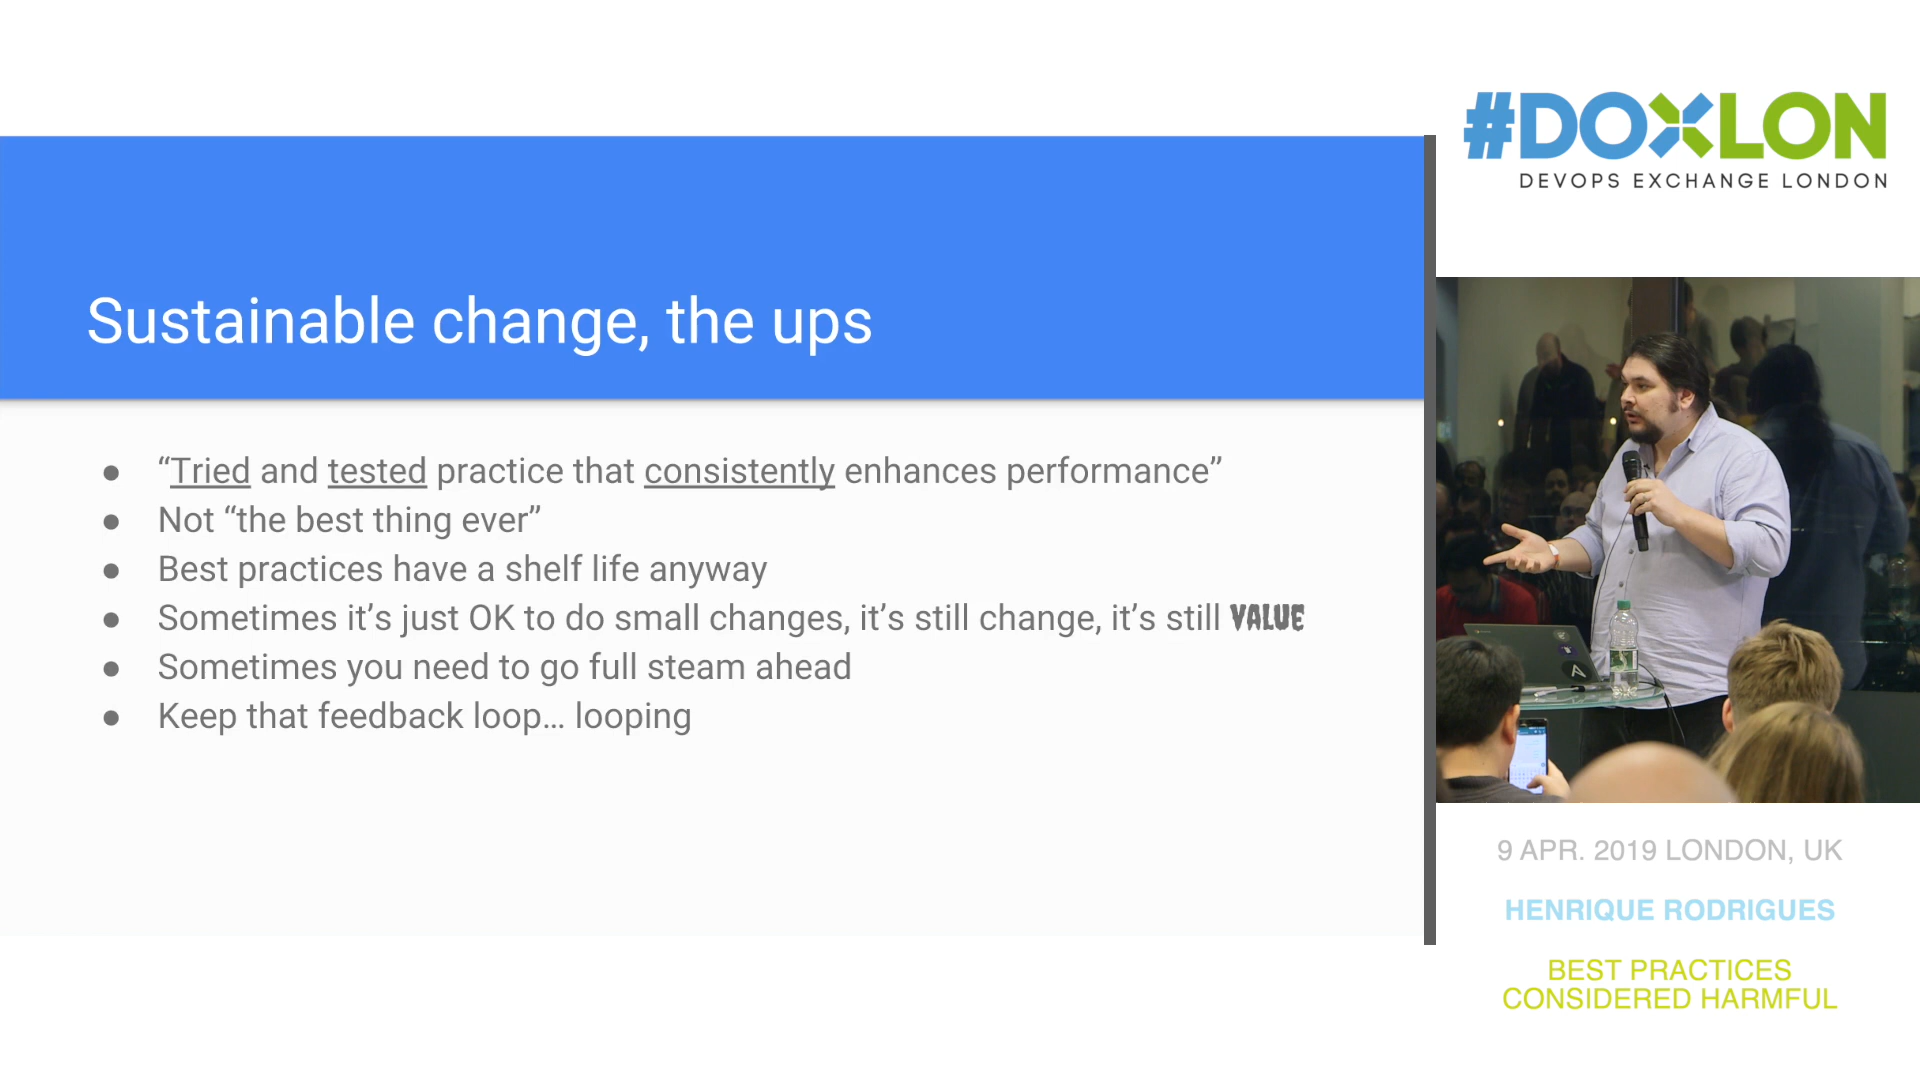 #DOXLON
DEVOPS EXCHANGE LONDON
Sustainable change, the ups
● “Tried and tested practice that consistently enhances performance”
● Not “the best thing ever”
● Best practices have a shelf life anyway
● Sometimes it’s just OK to do small changes, it’s still change, it’s still VALUE
● Sometimes you need to go full steam ahead
● Keep that feedback loop... looping
9 APR. 2019 LONDON, UK
HENRIQUE RODRIGUES
BEST PRACTICES
CONSIDERED HARMFUL